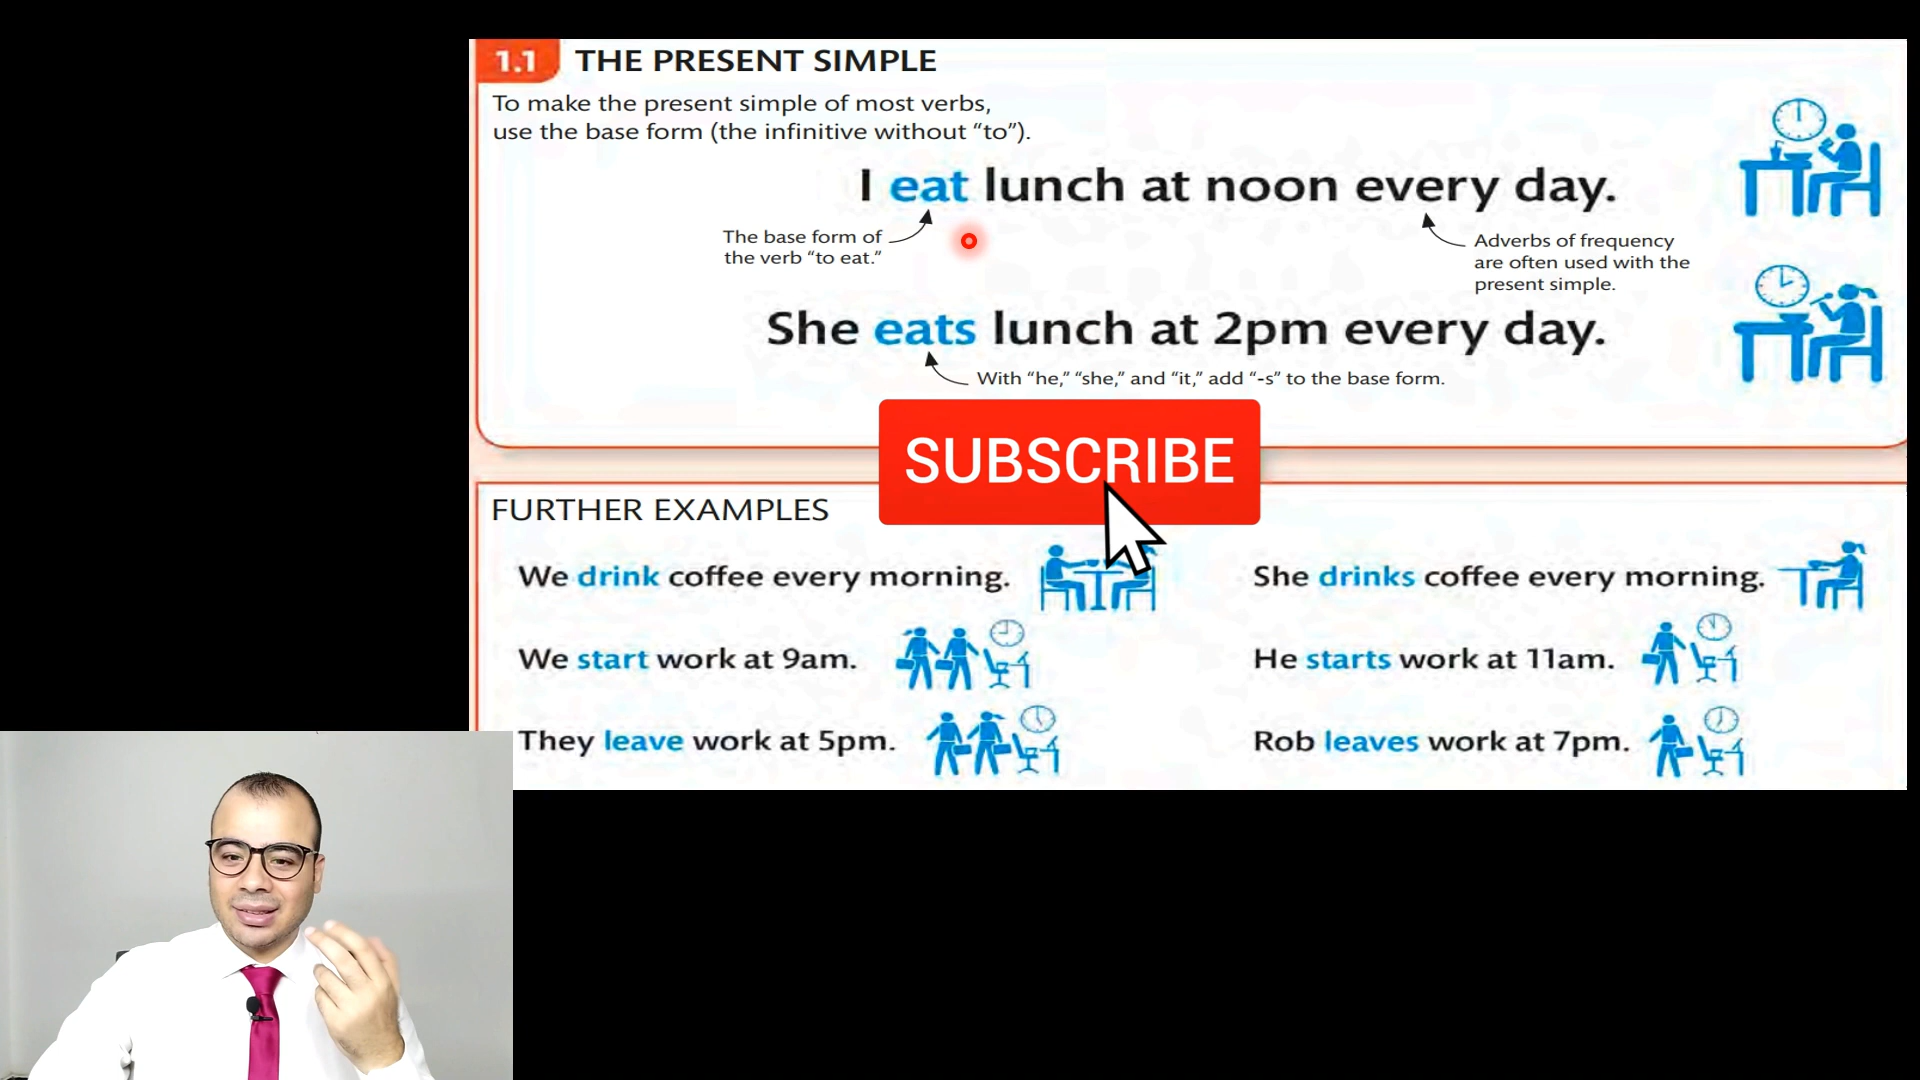 1.1 THE PRESENT SIMPLE
To make the present simple of most verbs,
use the base form (the infinitive without “to”).
I eat lunch at noon every day.
The base form of
the verb “to eat.”
Adverbs of frequency
are often used with the
present simple.
She eats lunch at 2pm every day.
With “he,” “she,” and “it,” add “-s” to the base form.
SUBSCRIBE
FURTHER EXAMPLES
We drink coffee every morning.
She drinks coffee every morning.
We start work at 9am.
He starts work at 11am.
They leave work at 5pm.
Rob leaves work at 7pm.